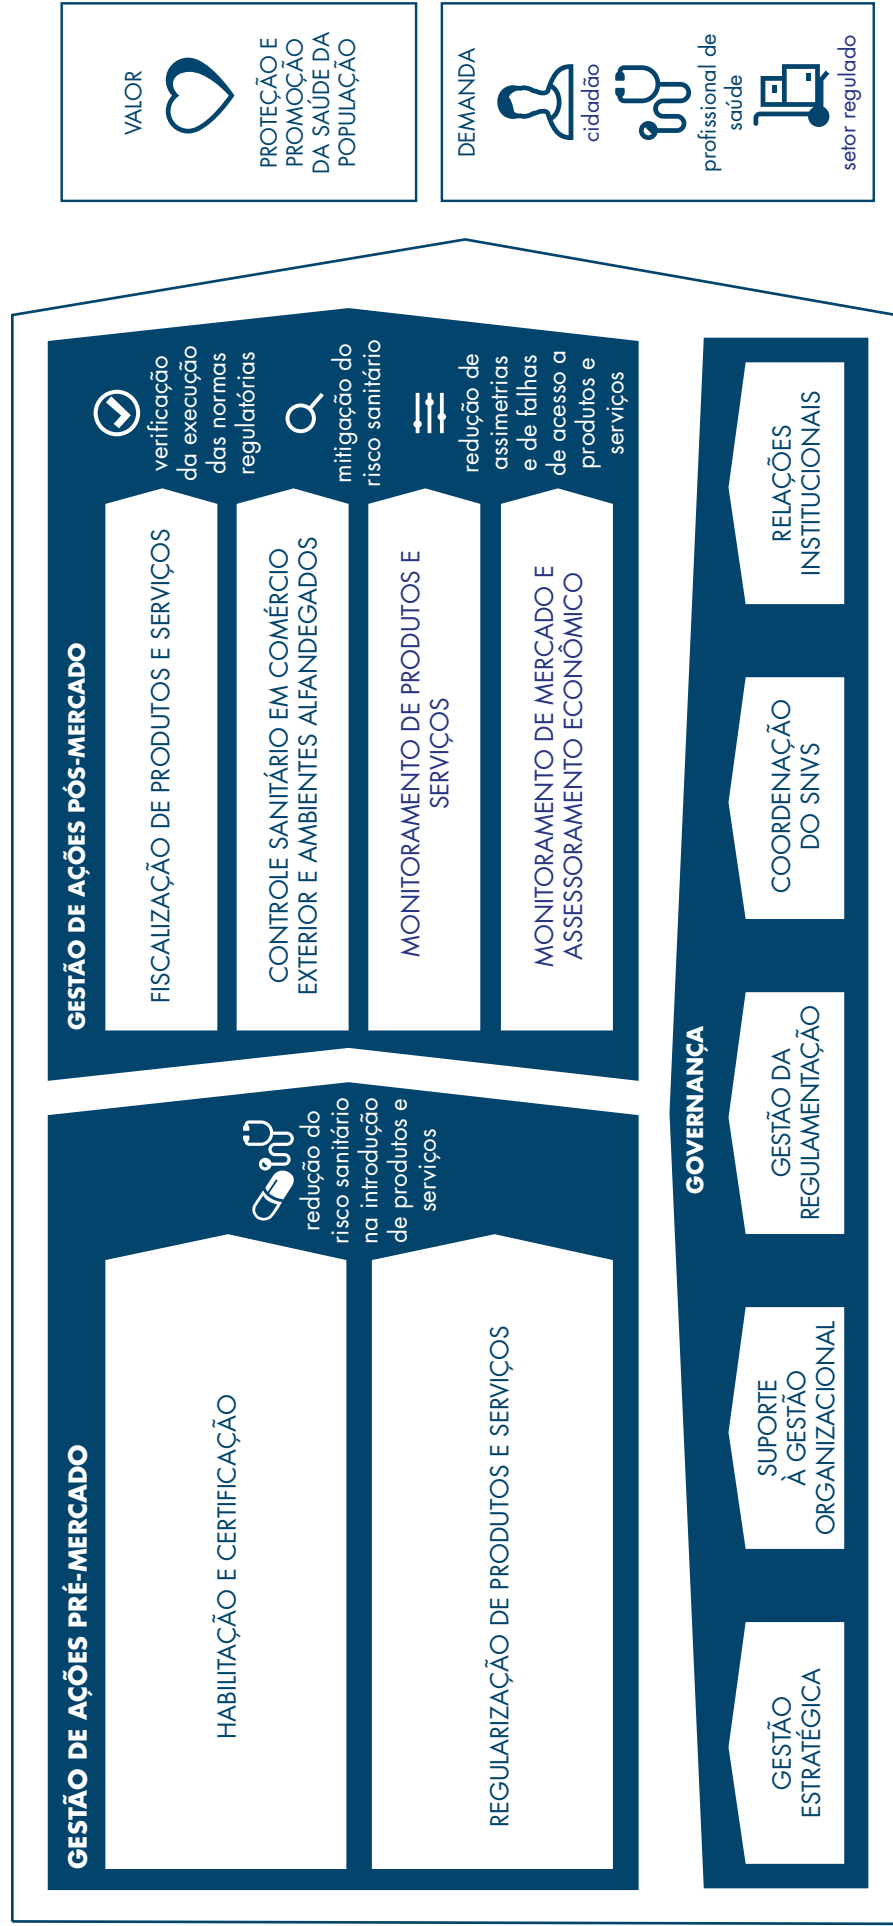 GESTÃO DE AÇÕES PRÉ-MERCADO
HABILITAÇÃO E CERTIFICAÇÃO
REGULARIZAÇÃO DE PRODUTOS E SERVIÇOS
redução do
risco sanitário
na introdução
de produtos e
serviços
GESTÃO DE AÇÕES PÓS-MERCADO
FISCALIZAÇÃO DE PRODUTOS E SERVIÇOS
CONTROLE SANITÁRIO EM COMÉRCIO
EXTERIOR E AMBIENTES ALFANDEGADOS
MONITORAMENTO DE PRODUTOS E
SERVIÇOS
MONITORAMENTO DE MERCADO E
ASSESSORAMENTO ECONÔMICO
verificação
da execução
das normas
regulatórias
mitigação do
risco sanitário
redução de
assimetrias
e de falhas
de acesso a
produtos e
serviços
GOVERNANÇA
GESTÃO
ESTRATÉGICA
SUPORTE
À GESTÃO
ORGANIZACIONAL
GESTÃO DA
REGULAMENTAÇÃO
COORDENAÇÃO
DO SNVS
RELAÇÕES
INSTITUCIONAIS
VALOR
PROTEÇÃO E
PROMOÇÃO
DA SAÚDE DA
POPULAÇÃO
DEMANDA
cidadão
profissional de
saúde
setor regulado